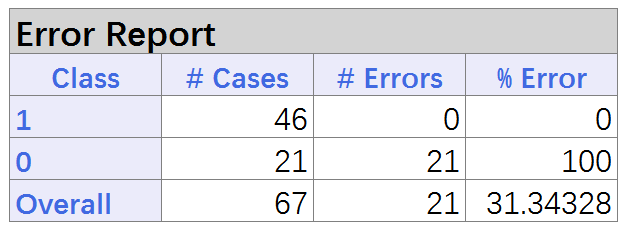 Error Report
Class # Cases # Errors % Error
1 46 0 0
0 21 21 100
Overall 67 21 31.34328